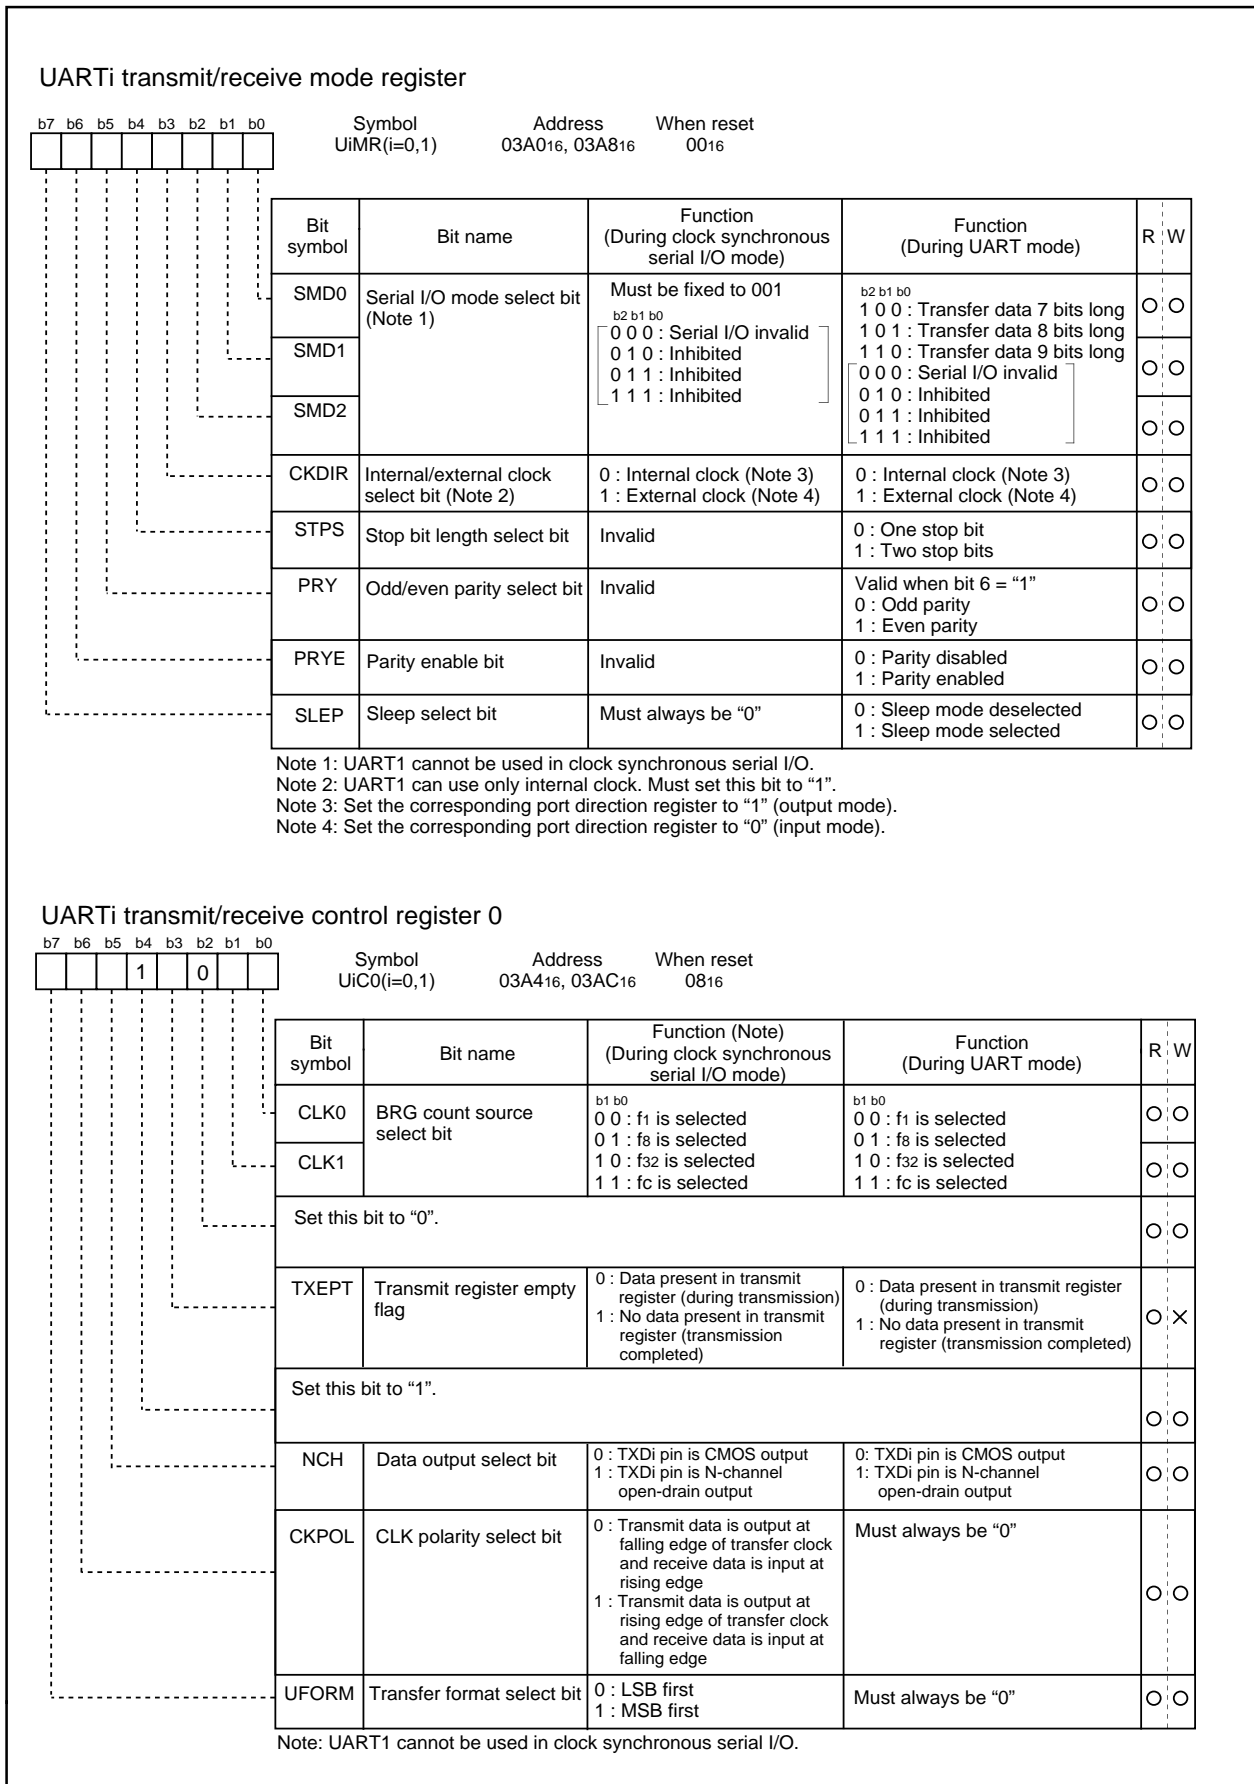 UARTi transmit/receive mode register
b7 b6 b5 b4 b3 b2 b1 b0
Symbol Address When reset
UiMR(i=0,1) 03A016, 03A816 0016
Bit symbol Bit name Function (During clock synchronous serial I/O mode) Function (During UART mode) R W
SMD0 Serial I/O mode select bit (Note 1)
SMD1
SMD2
Must be fixed to 001
b2 b1 b0
0 0 0 : Serial I/O invalid
0 1 0 : Inhibited
0 1 1 : Inhibited
1 1 1 : Inhibited
b2 b1 b0
1 0 0 : Transfer data 7 bits long
1 0 1 : Transfer data 8 bits long
1 1 0 : Transfer data 9 bits long
0 0 0 : Serial I/O invalid
0 1 0 : Inhibited
0 1 1 : Inhibited
1 1 1 : Inhibited
CKDIR Internal/external clock select bit (Note 2)
0 : Internal clock (Note 3)
1 : External clock (Note 4)
0 : Internal clock (Note 3)
1 : External clock (Note 4)
STPS Stop bit length select bit Invalid
0 : One stop bit
1 : Two stop bits
PRY Odd/even parity select bit Invalid
Valid when bit 6 = “1”
0 : Odd parity
1 : Even parity
PRYE Parity enable bit Invalid
0 : Parity disabled
1 : Parity enabled
SLEP Sleep select bit Must always be “0”
0 : Sleep mode deselected
1 : Sleep mode selected
Note 1: UART1 cannot be used in clock synchronous serial I/O.
Note 2: UART1 can use only internal clock. Must set this bit to “1”.
Note 3: Set the corresponding port direction register to “1” (output mode).
Note 4: Set the corresponding port direction register to “0” (input mode).
UARTi transmit/receive control register 0
b7 b6 b5 b4 b3 b2 b1 b0
1 0
Symbol Address When reset
UiC0(i=0,1) 03A416, 03AC16 0816
Bit symbol Bit name Function (Note) (During clock synchronous serial I/O mode) Function (During UART mode) R W
CLK0 BRG count source select bit
CLK1
b1 b0
0 0 : f1 is selected
0 1 : f8 is selected
1 0 : f32 is selected
1 1 : fc is selected
b1 b0
0 0 : f1 is selected
0 1 : f8 is selected
1 0 : f32 is selected
1 1 : fc is selected
Set this bit to “0”.
TXEPT Transmit register empty flag
0 : Data present in transmit
register (during transmission)
1 : No data present in transmit
register (transmission
completed)
0 : Data present in transmit register
(during transmission)
1 : No data present in transmit
register (transmission completed)
Set this bit to “1”.
NCH Data output select bit
0 : TXDi pin is CMOS output
1 : TXDi pin is N-channel
open-drain output
0: TXDi pin is CMOS output
1: TXDi pin is N-channel
open-drain output
CKPOL CLK polarity select bit
0 : Transmit data is output at
falling edge of transfer clock
and receive data is input at
rising edge
1 : Transmit data is output at
rising edge of transfer clock
and receive data is input at
falling edge
Must always be “0”
UFORM Transfer format select bit
0 : LSB first
1 : MSB first
Must always be “0”
Note: UART1 cannot be used in clock synchronous serial I/O.